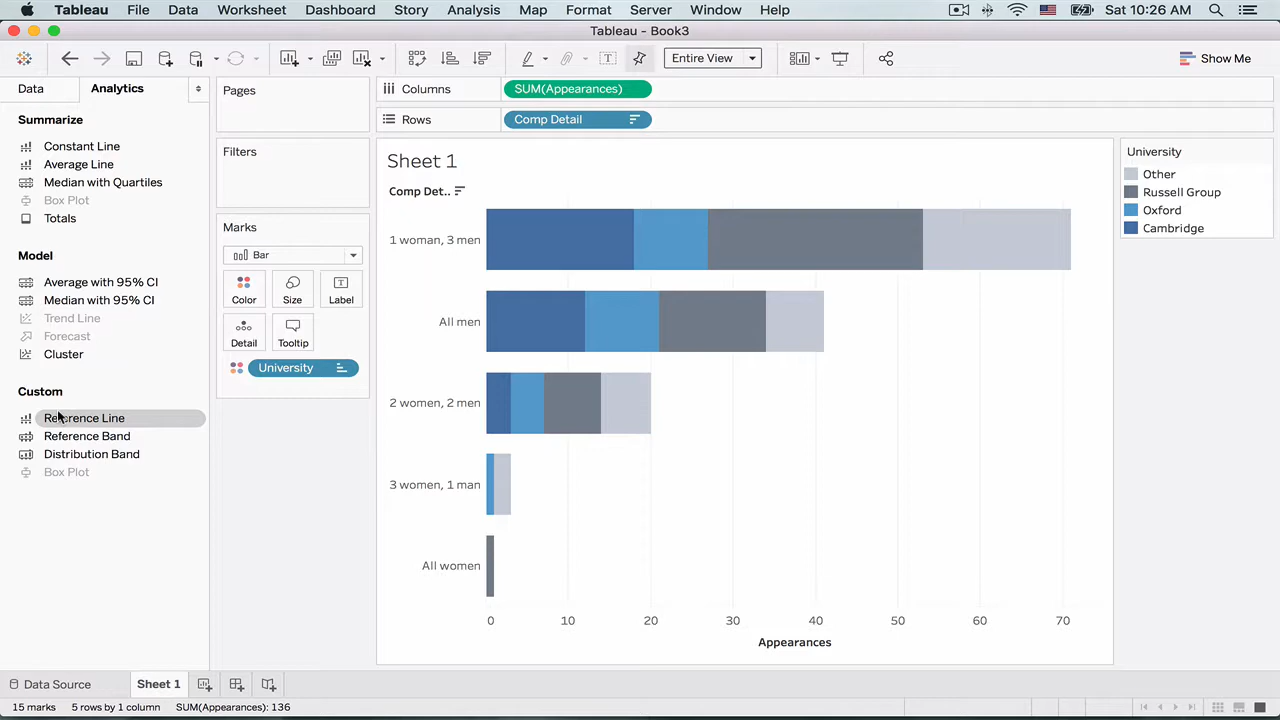 Tableau File Data Worksheet Dashboard Story Analysis Map Format Server Window Help Sat 10:26 AM
Tableau - Book3
Entire View Show Me
Data Analytics
Summarize
Constant Line
Average Line
Median with Quartiles
Box Plot
Totals
Model
Average with 95% CI
Median with 95% CI
Trend Line
Forecast
Cluster
Custom
Reference Line
Reference Band
Distribution Band
Box Plot
Pages
Filters
Marks
Bar
Color Size Label
Detail Tooltip
University
Columns SUM(Appearances)
Rows Comp Detail
Sheet 1
Comp Det..
1 woman, 3 men
All men
2 women, 2 men
3 women, 1 man
All women
0 10 20 30 40 50 60 70
Appearances
University
Other
Russell Group
Oxford
Cambridge
Data Source Sheet 1
15 marks 5 rows by 1 column SUM(Appearances): 136